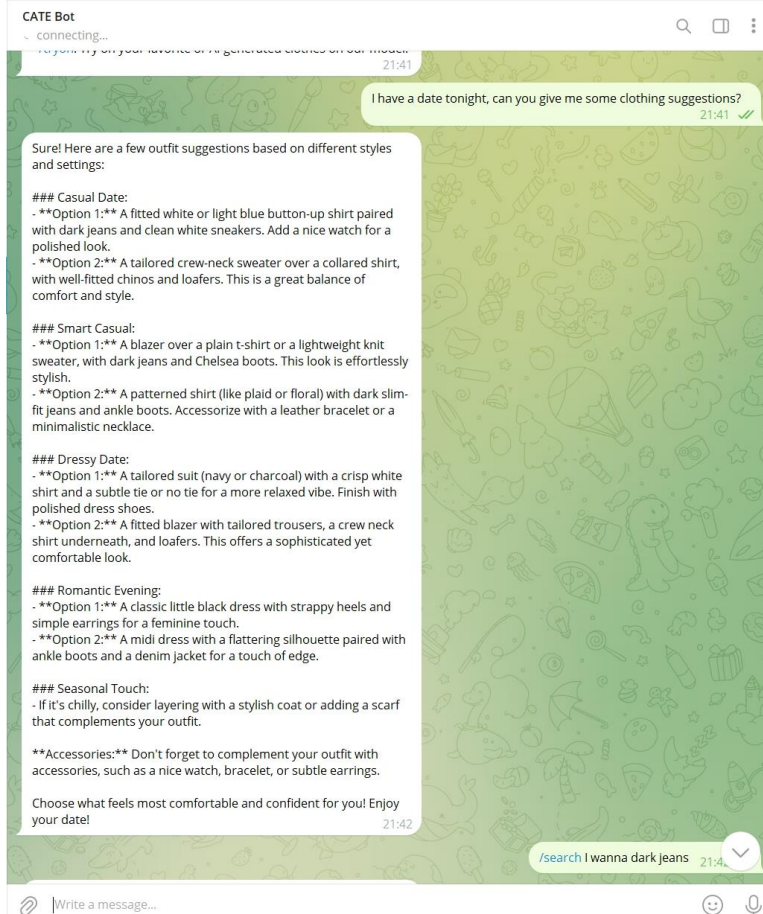 CATE Bot
connecting...
/tryon: Try on your favorite or AI generated clothes on our model.
21:41
I have a date tonight, can you give me some clothing suggestions?
21:41
Sure! Here are a few outfit suggestions based on different styles
and settings:
### Casual Date:
- **Option 1:** A fitted white or light blue button-up shirt paired
with dark jeans and clean white sneakers. Add a nice watch for a
polished look.
- **Option 2:** A tailored crew-neck sweater over a collared shirt,
with well-fitted chinos and loafers. This is a great balance of
comfort and style.
### Smart Casual:
- **Option 1:** A blazer over a plain t-shirt or a lightweight knit
sweater, with dark jeans and Chelsea boots. This look is effortlessly
stylish.
- **Option 2:** A patterned shirt (like plaid or floral) with dark slim-
fit jeans and ankle boots. Accessorize with a leather bracelet or a
minimalistic necklace.
### Dressy Date:
- **Option 1:** A tailored suit (navy or charcoal) with a crisp white
shirt and a subtle tie or no tie for a more relaxed vibe. Finish with
polished dress shoes.
- **Option 2:** A fitted blazer with tailored trousers, a crew neck
shirt underneath, and loafers. This offers a sophisticated yet
comfortable look.
### Romantic Evening:
- **Option 1:** A classic little black dress with strappy heels and
simple earrings for a feminine touch.
- **Option 2:** A midi dress with a flattering silhouette paired with
ankle boots and a denim jacket for a touch of edge.
### Seasonal Touch:
- If it's chilly, consider layering with a stylish coat or adding a scarf
that complements your outfit.
**Accessories:** Don't forget to complement your outfit with
accessories, such as a nice watch, bracelet, or subtle earrings.
Choose what feels most comfortable and confident for you! Enjoy
your date!
21:42
/search I wanna dark jeans
Write a message...